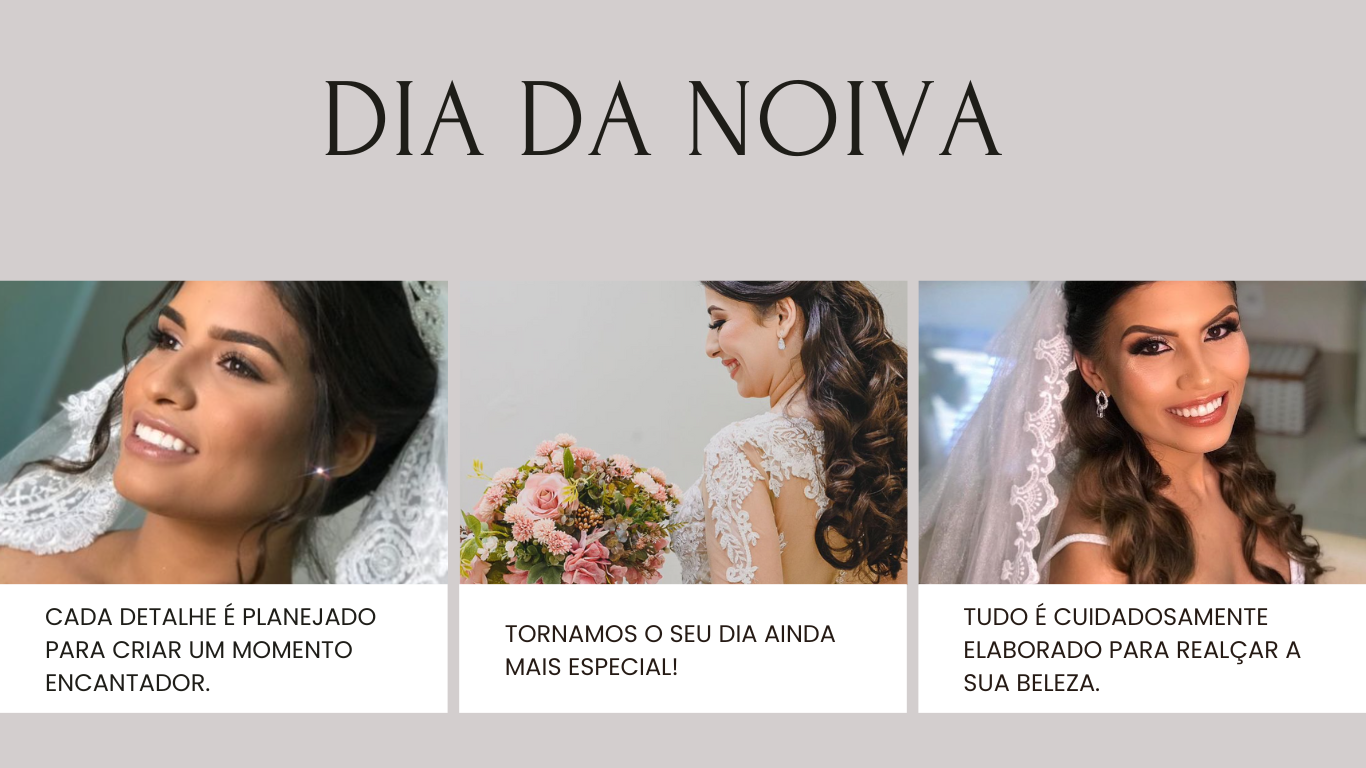 DIA DA NOIVA
CADA DETALHE É PLANEJADO
PARA CRIAR UM MOMENTO
ENCANTADOR.
TORNAMOS O SEU DIA AINDA
MAIS ESPECIAL!
TUDO É CUIDADOSAMENTE
ELABORADO PARA REALÇAR A
SUA BELEZA.